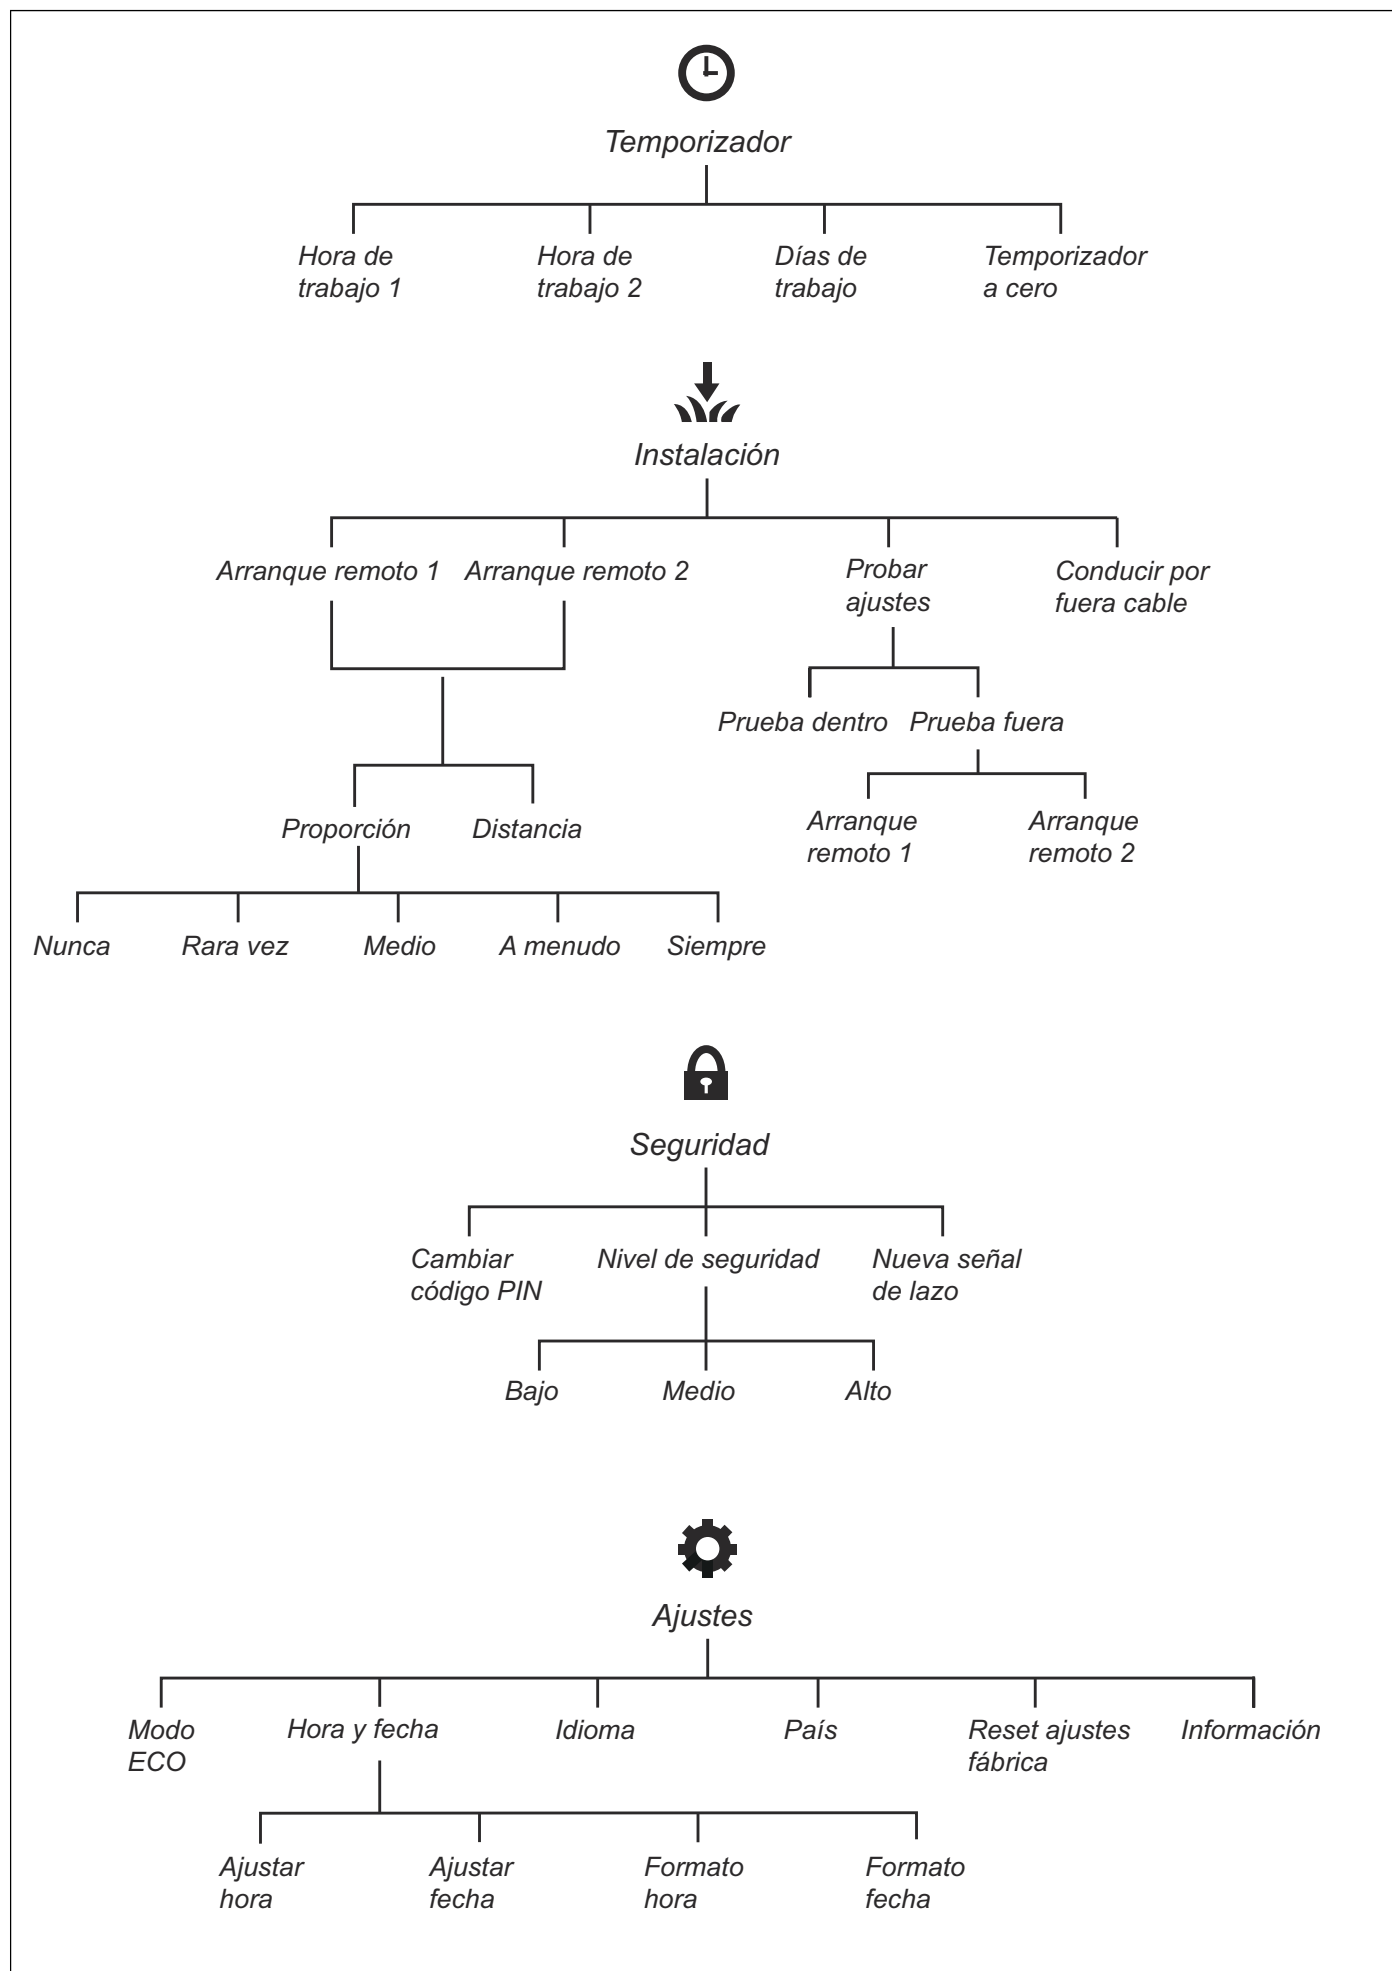 Temporizador
Hora de
trabajo 1
Hora de
trabajo 2
Días de
trabajo
Temporizador
a cero
Instalación
Arranque remoto 1
Arranque remoto 2
Probar
ajustes
Conducir por
fuera cable
Prueba dentro
Prueba fuera
Arranque
remoto 1
Arranque
remoto 2
Proporción
Distancia
Nunca
Rara vez
Medio
A menudo
Siempre
Seguridad
Cambiar
código PIN
Nivel de seguridad
Nueva señal
de lazo
Bajo
Medio
Alto
Ajustes
Modo
ECO
Hora y fecha
Idioma
País
Reset ajustes
fábrica
Información
Ajustar
hora
Ajustar
fecha
Formato
hora
Formato
fecha